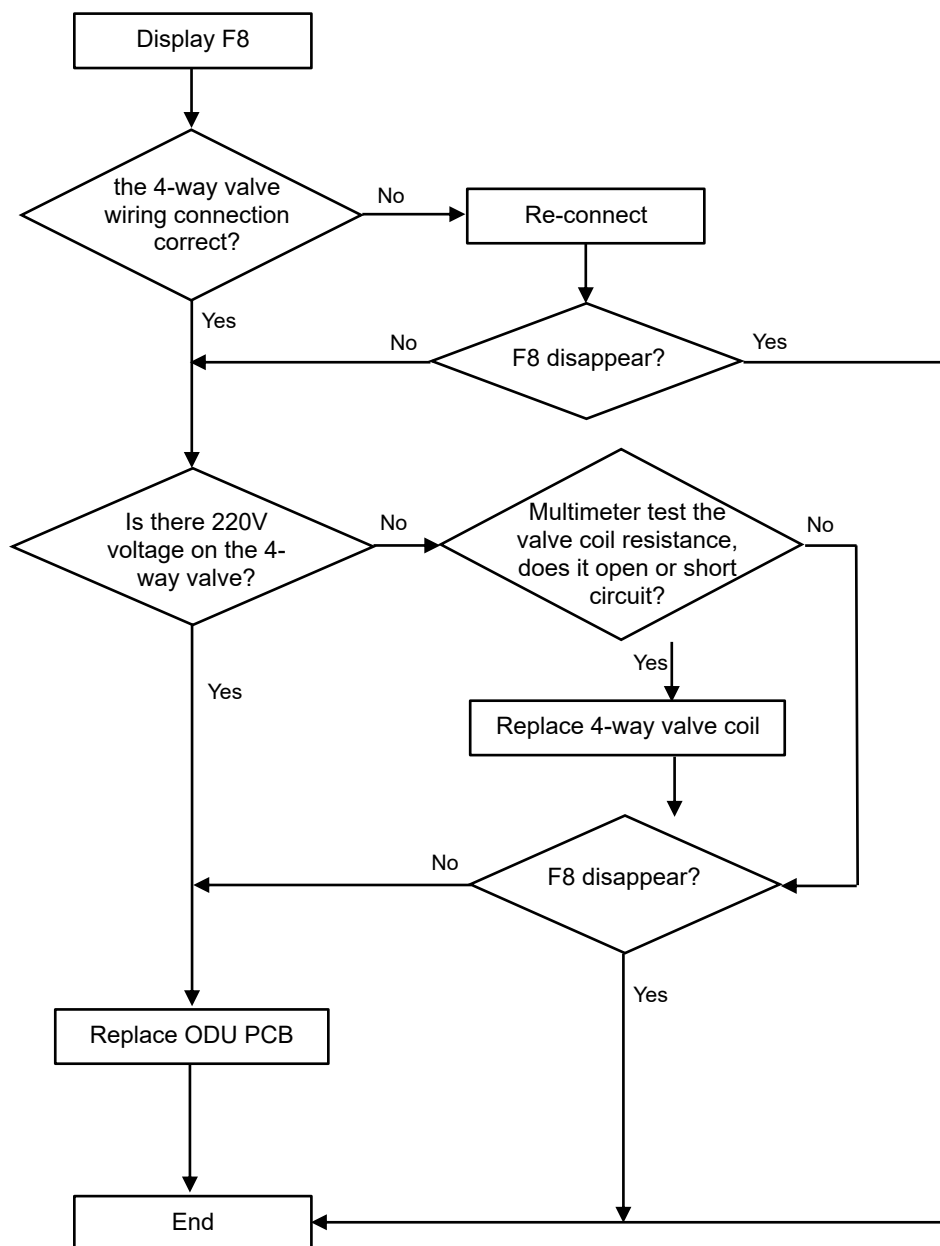 Display F8
the 4-way valve
wiring connection
correct?
No
Re-connect
Yes
No
F8 disappear?
Yes
Is there 220V
voltage on the 4-
way valve?
No
Multimeter test the
valve coil resistance,
does it open or short
circuit?
No
Yes
Yes
Replace 4-way valve coil
No
F8 disappear?
Yes
Replace ODU PCB
End